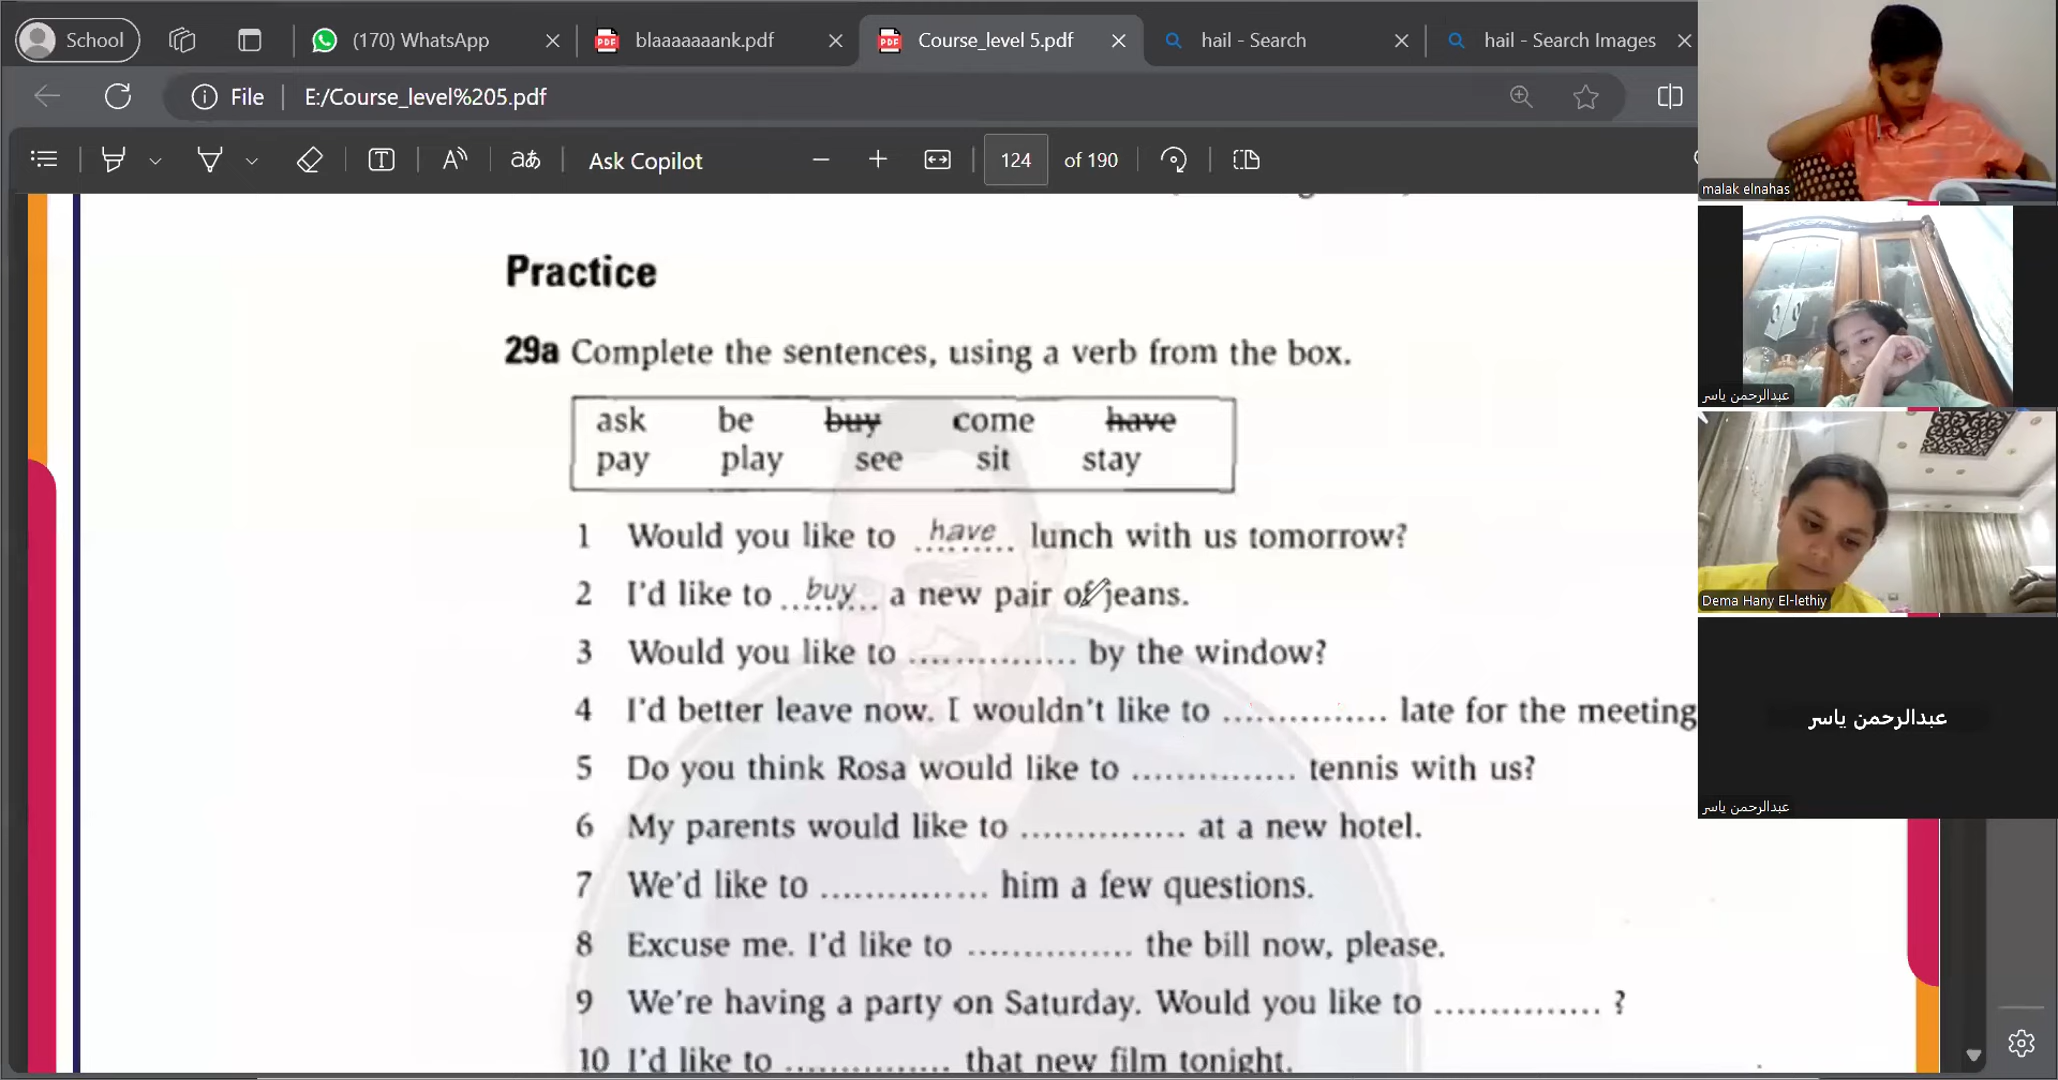 School
(170) WhatsApp
blaaaaaaank.pdf
Course_level 5.pdf
hail - Search
hail - Search Images
File
E:/Course_level%205.pdf
Ask Copilot
124 of 190
Practice
29a Complete the sentences, using a verb from the box.
ask be buy come have
pay play see sit stay
1 Would you like to have lunch with us tomorrow?
2 I'd like to buy a new pair of jeans.
3 Would you like to ............... by the window?
4 I'd better leave now. I wouldn't like to ............... late for the meeting
5 Do you think Rosa would like to ............... tennis with us?
6 My parents would like to ............... at a new hotel.
7 We'd like to ............... him a few questions.
8 Excuse me. I'd like to ............... the bill now, please.
9 We're having a party on Saturday. Would you like to ............... ?
10 I'd like to ............... that new film tonight.
malak elnahas
عبدالرحمن ياسر
Dema Hany El-lethiy
عبدالرحمن ياسر
عبدالرحمن ياسر